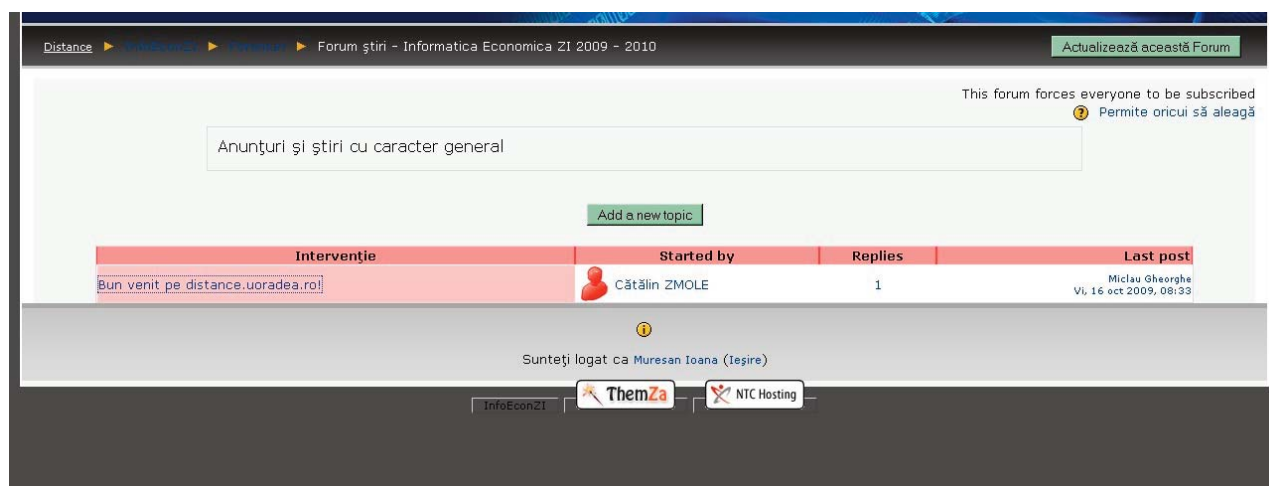 Distance ► InfoEconZI ► Forumuri ► Forum ştiri - Informatica Economica ZI 2009 - 2010
Actualizează această Forum
This forum forces everyone to be subscribed
Permite oricui să aleagă
Anunţuri şi ştiri cu caracter general
Add a new topic
Intervenţie Started by Replies Last post
Bun venit pe distance.uoradea.ro! Cătălin ZMOLE 1 Miclau Gheorghe
Vi, 16 oct 2009, 08:33
Sunteţi logat ca Muresan Ioana (Ieşire)
InfoEconZI ThemZa NTC Hosting